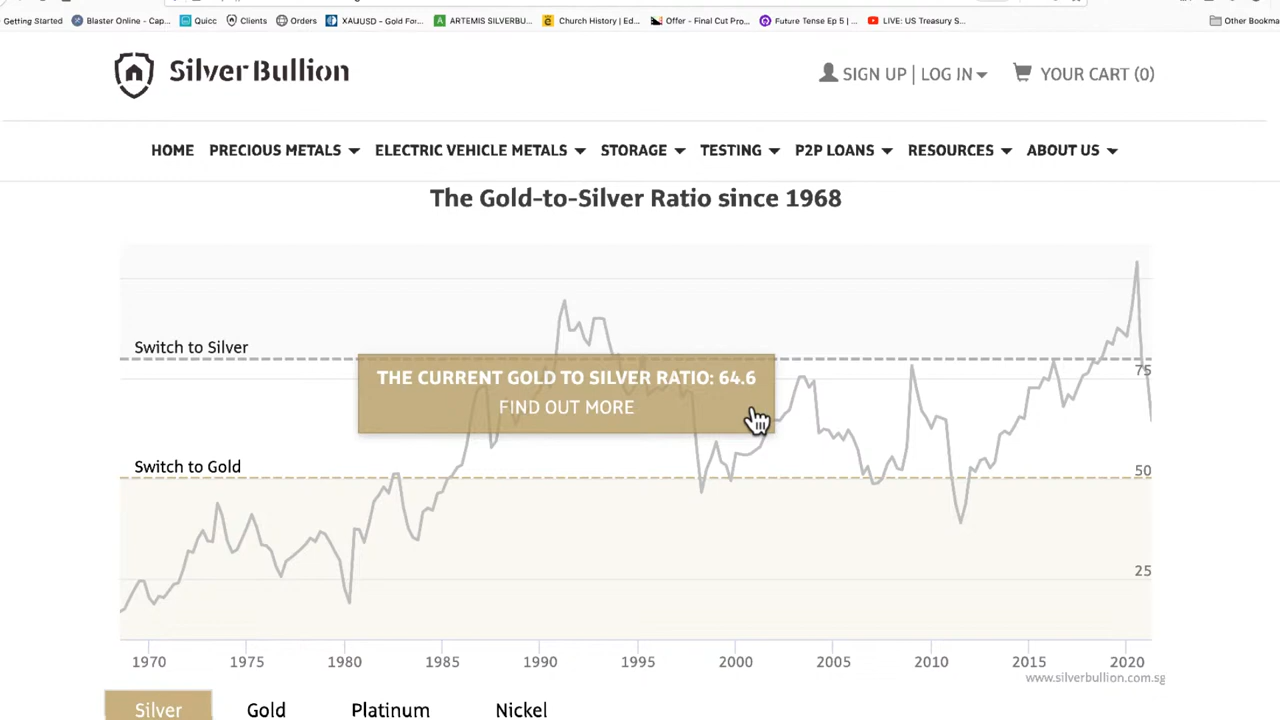 Getting Started Blaster Online - Cap... Quicc Clients Orders XAUUSD - Gold For... ARTEMIS SILVERBU... Church History | Ed... Offer - Final Cut Pro... Future Tense Ep 5 | ... LIVE: US Treasury S... Other Bookma
Silver Bullion
SIGN UP | LOG IN
YOUR CART (0)
HOME PRECIOUS METALS ELECTRIC VEHICLE METALS STORAGE TESTING P2P LOANS RESOURCES ABOUT US
The Gold-to-Silver Ratio since 1968
Switch to Silver
75
THE CURRENT GOLD TO SILVER RATIO: 64.6
FIND OUT MORE
Switch to Gold
50
25
1970 1975 1980 1985 1990 1995 2000 2005 2010 2015 2020
www.silverbullion.com.sg
Silver Gold Platinum Nickel